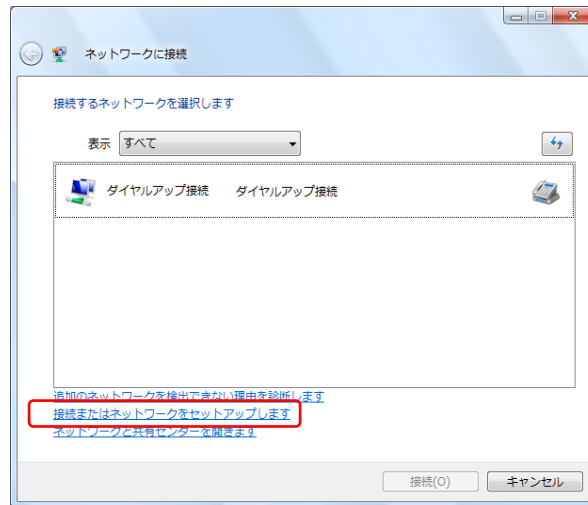 ネットワークに接続
接続するネットワークを選択します
表示 すべて
ダイヤルアップ接続 ダイヤルアップ接続
追加のネットワークを検出できない理由を診断します
接続またはネットワークをセットアップします
ネットワークと共有センターを開きます
接続(O) キャンセル